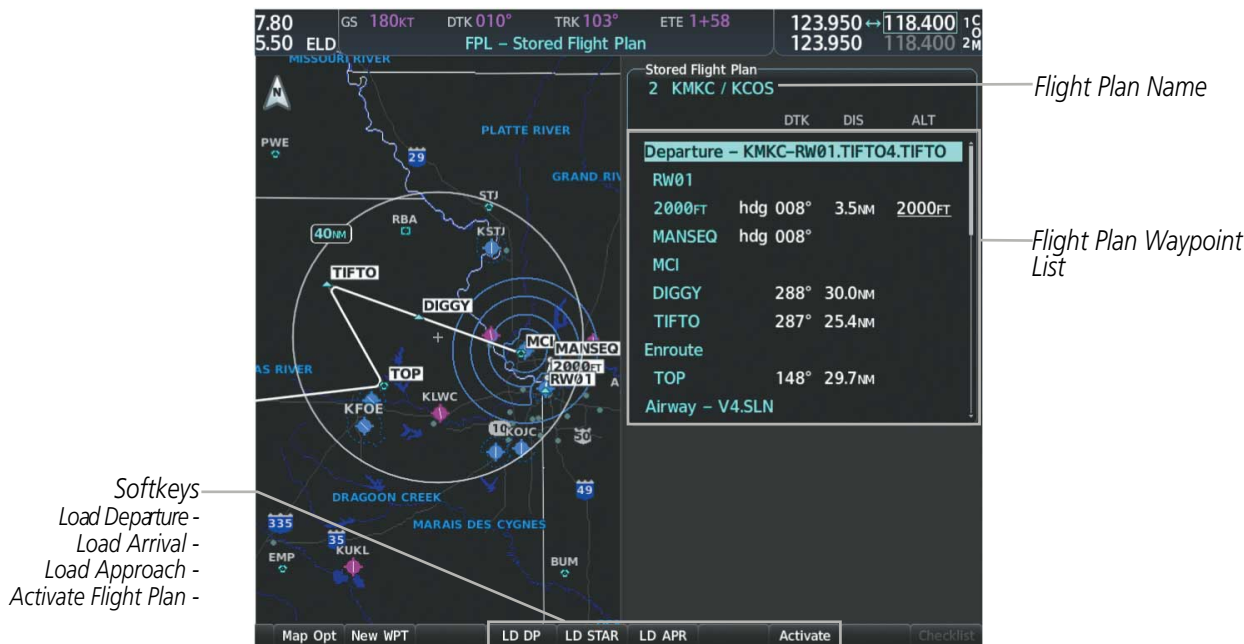 7.80 GS 180KT DTK 010° TRK 103° ETE 1+58 123.950 ↔ 118.400 1 C
5.50 ELD FPL – Stored Flight Plan 123.950 118.400 2 O M
MISSOURI RIVER
N
PWE
29
PLATTE RIVER
GRAND RIV
STJ
RBA
KSTJ
40NM
TIFTO
DIGGY
MCI
MANSEQ
2000FT
RW01
AS RIVER
TOP
A
KLWC
KFOE
10
KOJC
50
49
DRAGOON CREEK
335
MARAIS DES CYGNES
35
KUKL
EMP
BUM
Stored Flight Plan
2 KMKC / KCOS
DTK DIS ALT
Departure – KMKC–RW01.TIFTO4.TIFTO
RW01
2000FT hdg 008° 3.5NM 2000FT
MANSEQ hdg 008°
MCI
DIGGY 288° 30.0NM
TIFTO 287° 25.4NM
Enroute
TOP 148° 29.7NM
Airway – V4.SLN
Flight Plan Name
Flight Plan Waypoint
List
Softkeys
Load Departure -
Load Arrival -
Load Approach -
Activate Flight Plan -
Map Opt New WPT LD DP LD STAR LD APR Activate Checklist